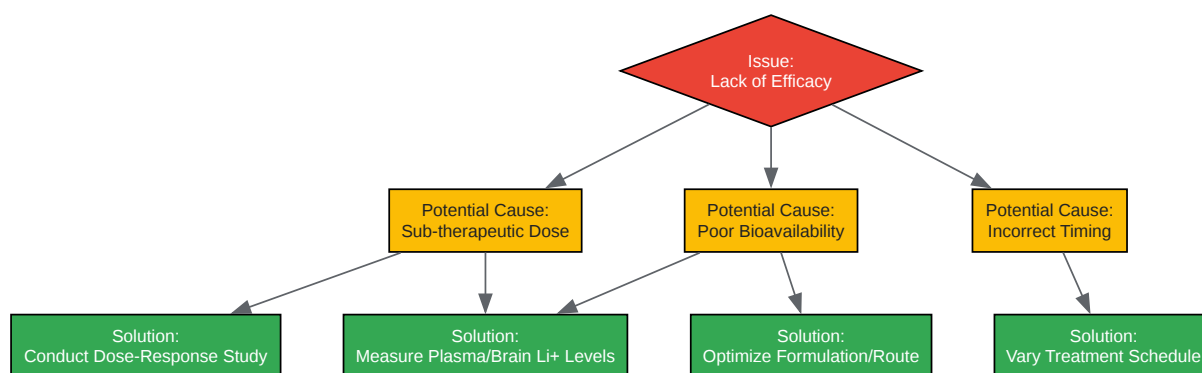 Issue:
Lack of Efficacy
Potential Cause:
Sub-therapeutic Dose
Potential Cause:
Poor Bioavailability
Potential Cause:
Incorrect Timing
Solution:
Conduct Dose-Response Study
Solution:
Measure Plasma/Brain Li+ Levels
Solution:
Optimize Formulation/Route
Solution:
Vary Treatment Schedule